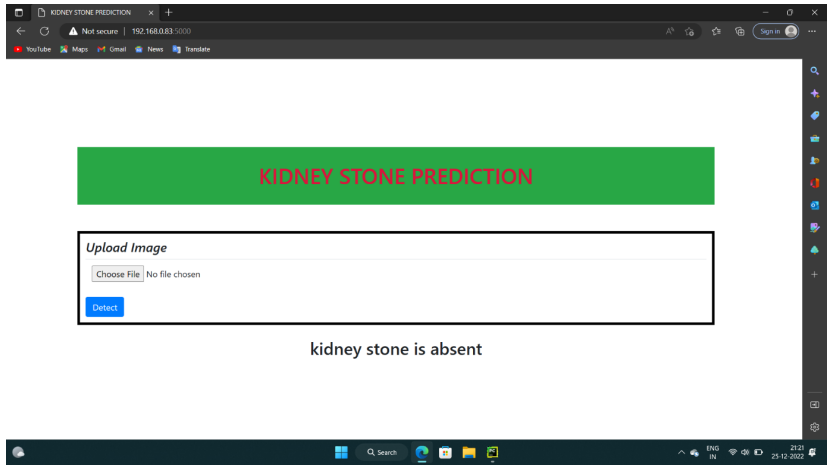 KIDNEY STONE PREDICTION
Not secure | 192.168.0.83:5000
Sign in
YouTube Maps Gmail News Translate
KIDNEY STONE PREDICTION
Upload Image
Choose File No file chosen
Detect
kidney stone is absent
Search
ENG 21:21
IN 25-12-2022